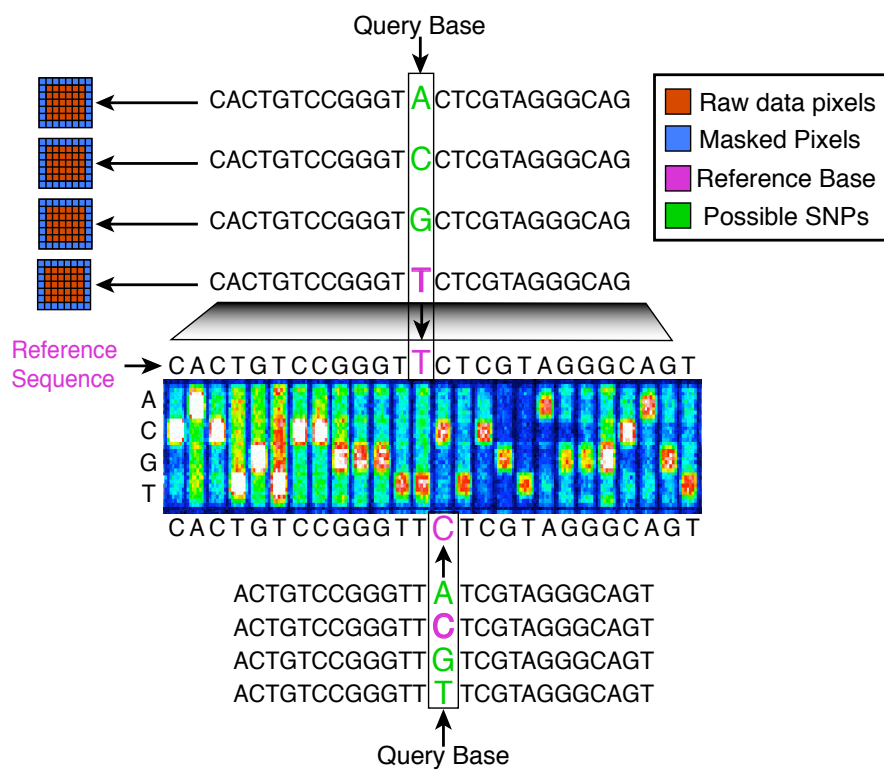 Query Base
CACTGTCCGGGTACTCGTAGGGCAG
CACTGTCCGGGTCCTCGTAGGGCAG
CACTGTCCGGGTGCTCGTAGGGCAG
CACTGTCCGGGTTCTCGTAGGGCAG
Raw data pixels
Masked Pixels
Reference Base
Possible SNPs
Reference
Sequence
CACTGTCCGGGTTCTCGTAGGGCAGT
A
C
G
T
CACTGTCCGGGTTCTCGTAGGGCAGT
ACTGTCCGGGTTATCGTAGGGCAGT
ACTGTCCGGGTTCTCGTAGGGCAGT
ACTGTCCGGGTTGTCGTAGGGCAGT
ACTGTCCGGGTTTTCGTAGGGCAGT
Query Base